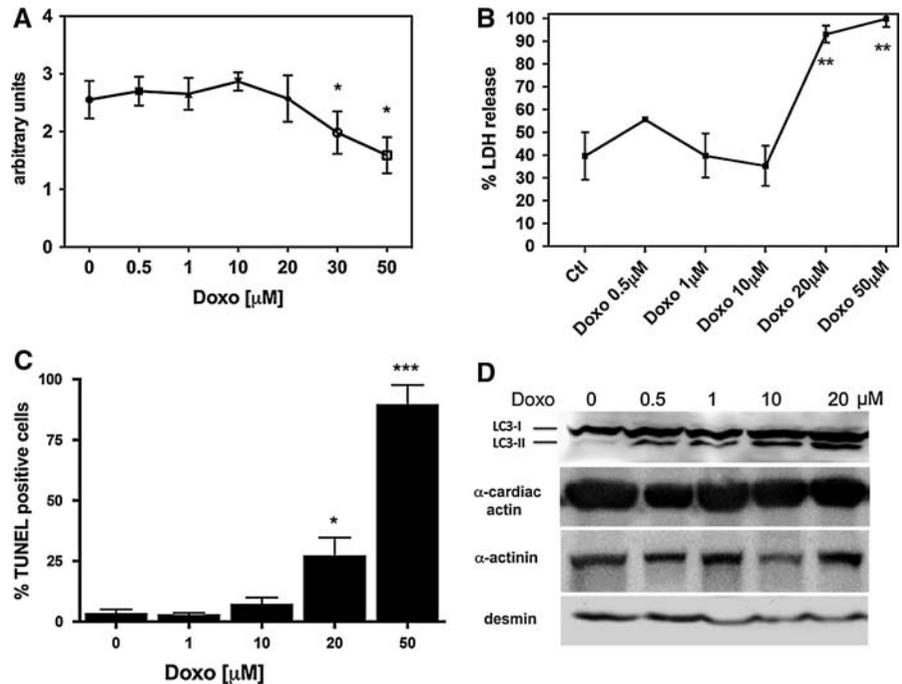 A
4
3
2
1
0
arbitrary units
*
*
0 0.5 1 10 20 30 50
Doxo [µM]
B
100
90
80
70
60
50
40
30
20
10
0
% LDH release
**
**
Ctl
Doxo 0.5µM
Doxo 1µM
Doxo 10µM
Doxo 20µM
Doxo 50µM
C
100
75
50
25
0
% TUNEL positive cells
*
***
0 1 10 20 50
Doxo [µM]
D
Doxo 0 0.5 1 10 20 µM
LC3-I
LC3-II
α-cardiac
actin
α-actinin
desmin